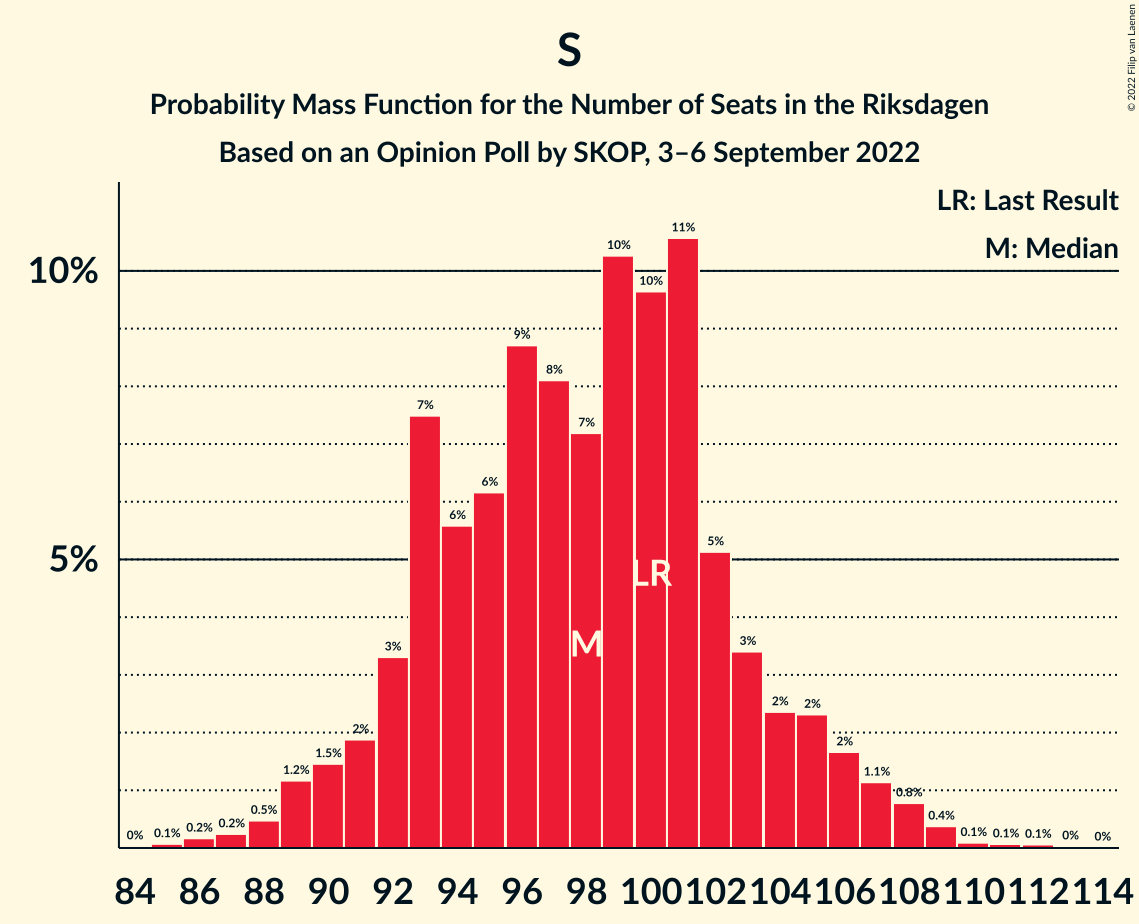 S
Probability Mass Function for the Number of Seats in the Riksdagen
Based on an Opinion Poll by SKOP, 3–6 September 2022
© 2022 Filip van Laenen
LR: Last Result
M: Median
10%
5%
0% 0.1% 0.2% 0.2% 0.5% 1.2% 1.5% 2% 3% 7% 6% 6% 9% 8% 7% 10% 10% 11% 5% 3% 2% 2% 2% 1.1% 0.8% 0.4% 0.1% 0.1% 0.1% 0% 0%
LR
M
84 86 88 90 92 94 96 98 100 102 104 106 108 110 112 114